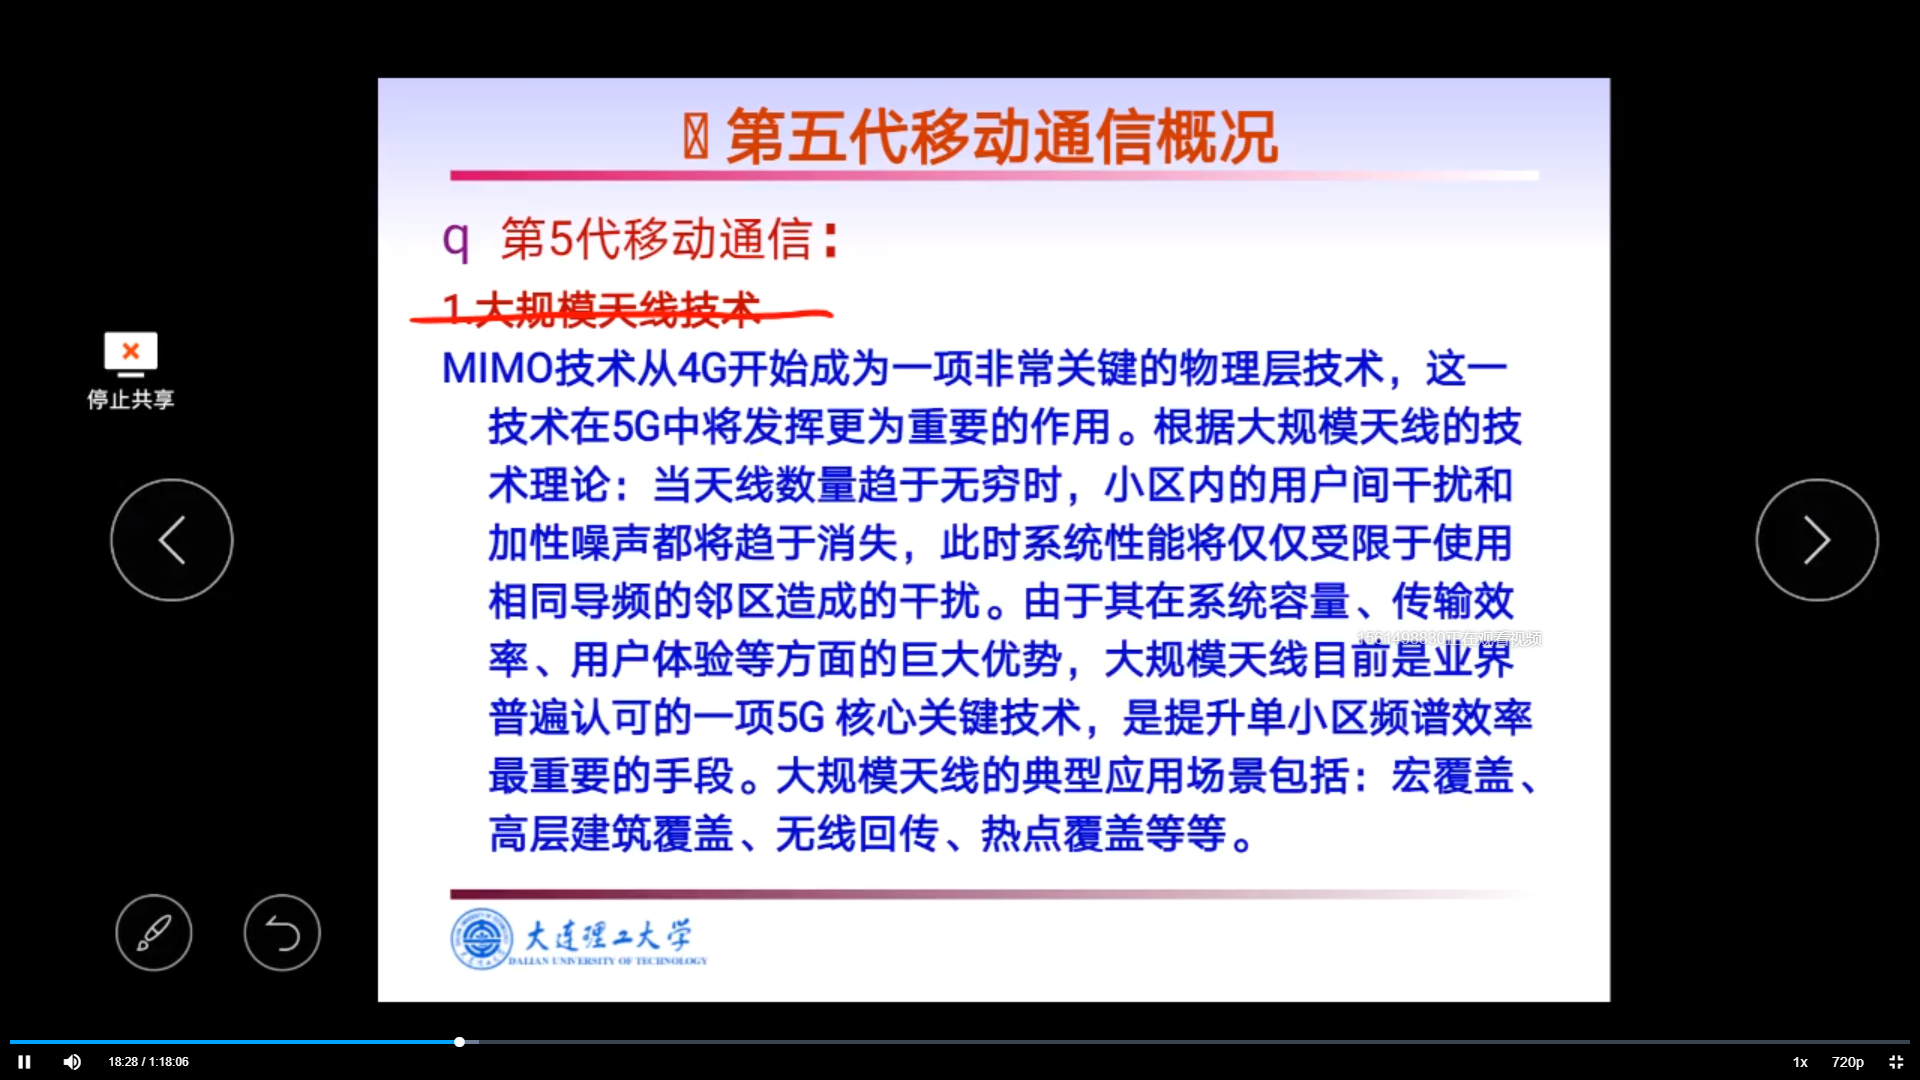 第五代移动通信概况
q 第5代移动通信：
1.大规模天线技术
MIMO技术从4G开始成为一项非常关键的物理层技术，这一
技术在5G中将发挥更为重要的作用。根据大规模天线的技
术理论：当天线数量趋于无穷时，小区内的用户间干扰和
加性噪声都将趋于消失，此时系统性能将仅仅受限于使用
相同导频的邻区造成的干扰。由于其在系统容量、传输效
率、用户体验等方面的巨大优势，大规模天线目前是业界
普遍认可的一项5G 核心关键技术，是提升单小区频谱效率
最重要的手段。大规模天线的典型应用场景包括：宏覆盖、
高层建筑覆盖、无线回传、热点覆盖等等。
停止共享
1561498830正在观看视频
大连理工大学
DALIAN UNIVERSITY OF TECHNOLOGY
18:28 / 1:18:06
1x
720p